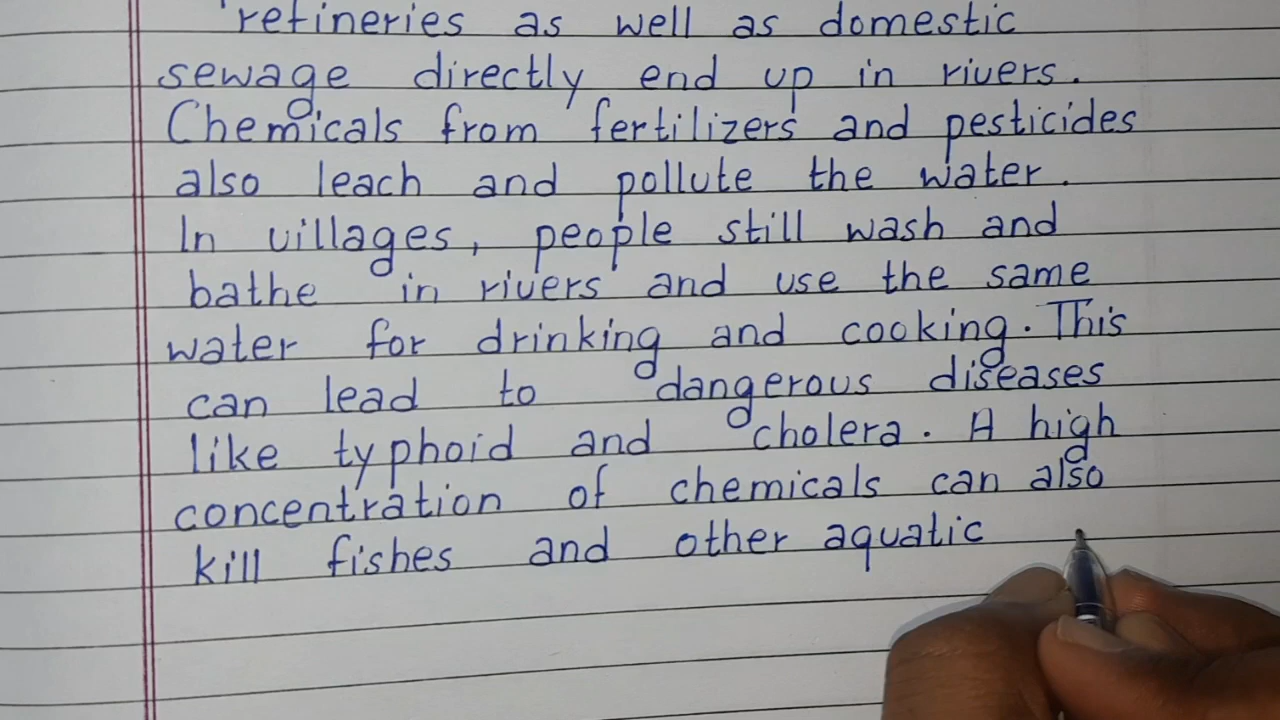 refineries as well as domestic
sewage directly end up in rivers.
Chemicals from fertilizers and pesticides
also leach and pollute the water.
In villages, people still wash and
bathe in rivers and use the same
water for drinking and cooking. This
can lead to dangerous diseases
like typhoid and cholera. A high
concentration of chemicals can also
kill fishes and other aquatic